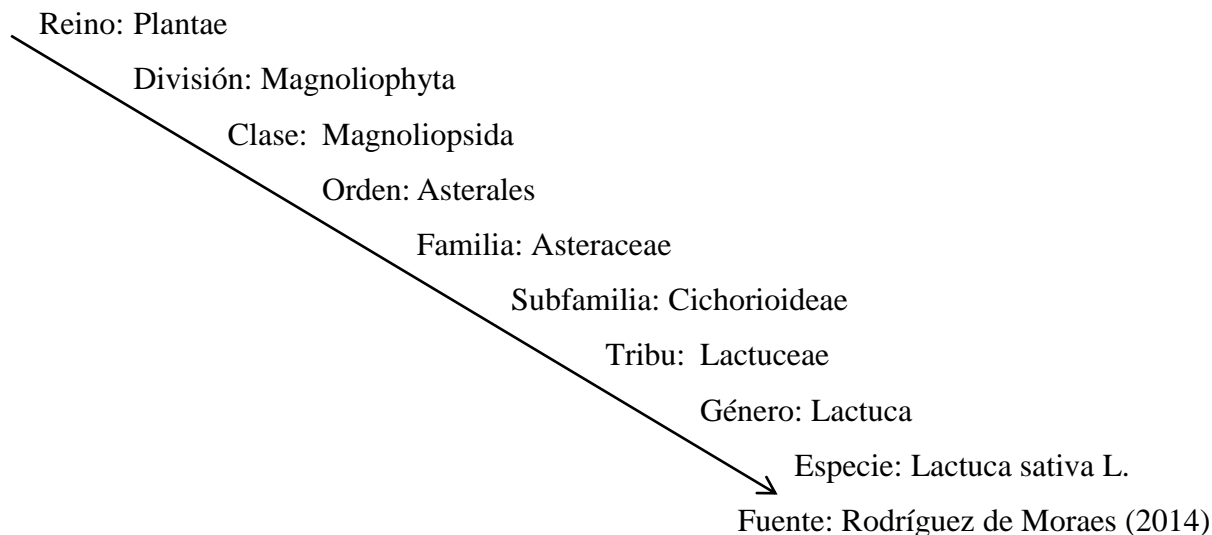 Reino: Plantae
División: Magnoliophyta
Clase: Magnoliopsida
Orden: Asterales
Familia: Asteraceae
Subfamilia: Cichorioideae
Tribu: Lactuceae
Género: Lactuca
Especie: Lactuca sativa L.
Fuente: Rodríguez de Moraes (2014)